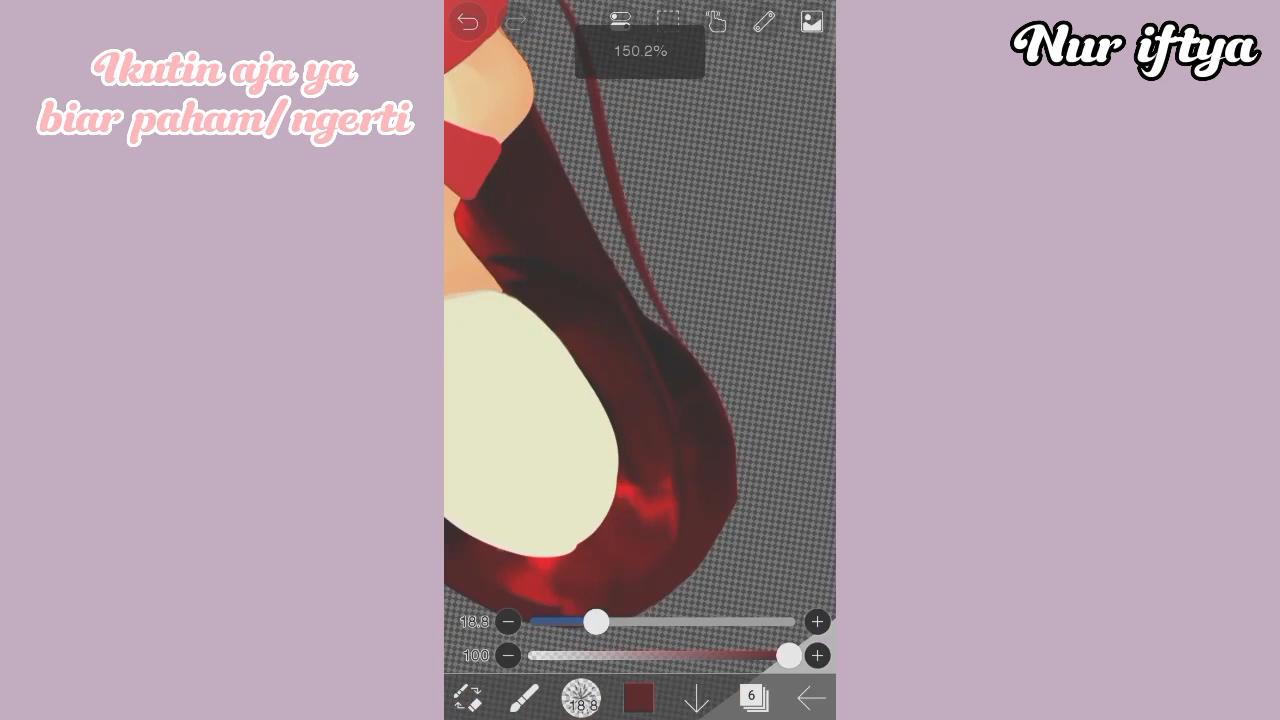 Ikutin aja ya
biar paham/ngerti
Nur iftya
150.2%
18.8
100
18.8
6